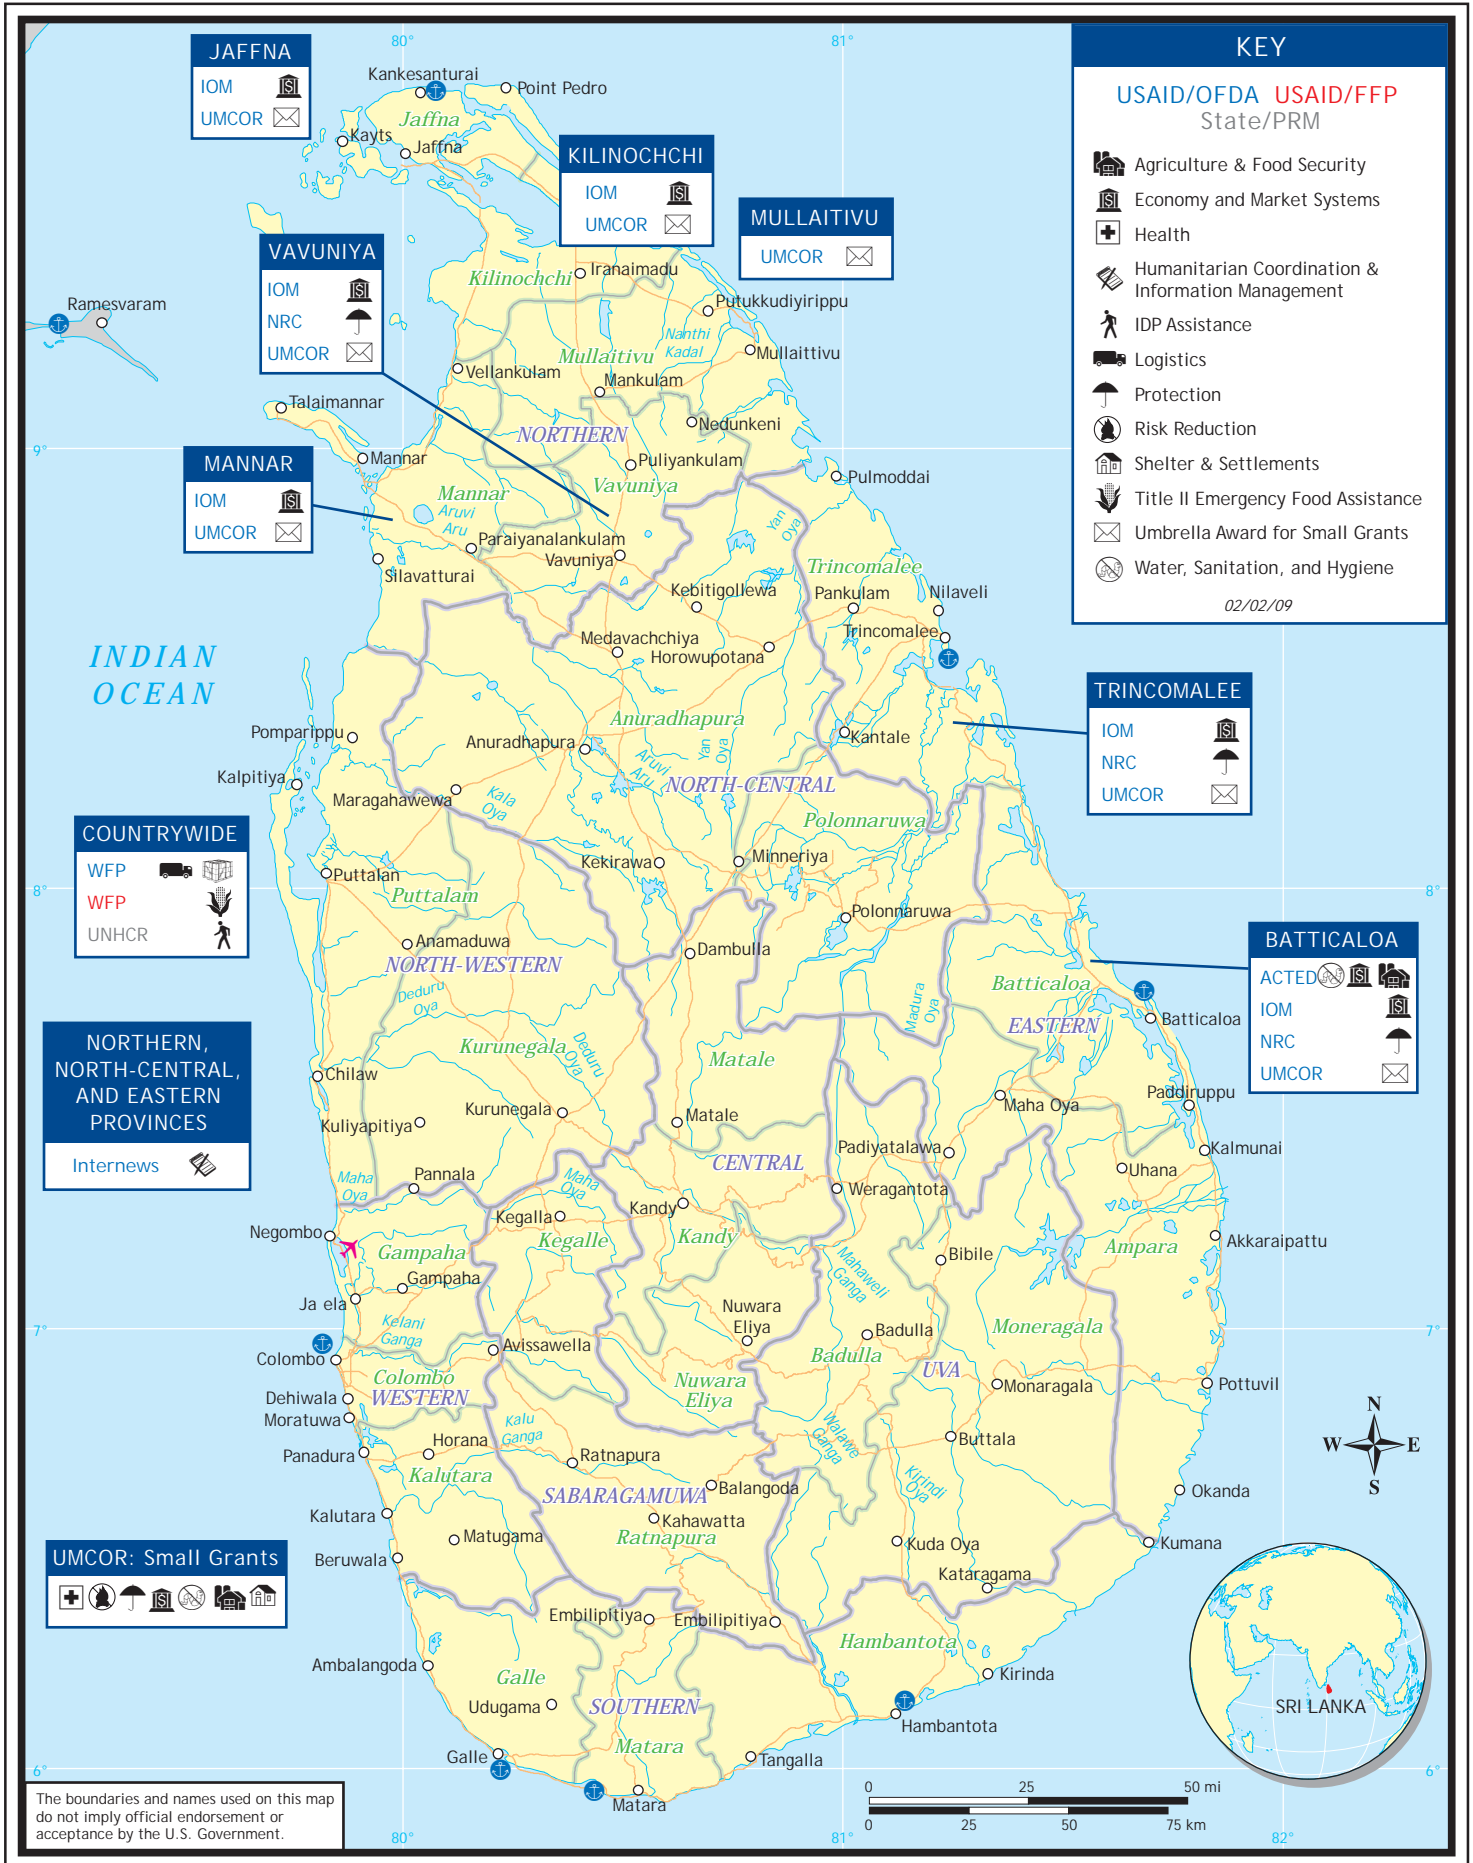 80°
81°
JAFFNA
IOM
UMCOR
KEY
USAID/OFDA USAID/FFP
State/PRM
Agriculture & Food Security
Economy and Market Systems
Health
Humanitarian Coordination &
Information Management
IDP Assistance
Logistics
Protection
Risk Reduction
Shelter & Settlements
Title II Emergency Food Assistance
Umbrella Award for Small Grants
Water, Sanitation, and Hygiene
02/02/09
Kankesanturai
Point Pedro
Jaffna
Kayts
Jaffna
KILINOCHCHI
IOM
UMCOR
MULLAITIVU
UMCOR
VAVUNIYA
IOM
NRC
UMCOR
Ramesvaram
Kilinochchi
Iranaimadu
Putukkudiyirippu
Nanthi
Kadal
Mullaitivu
Mullaittivu
Vellankulam
Mankulam
Talaimannar
Nedunkeni
NORTHERN
9°
Mannar
Puliyankulam
MANNAR
IOM
UMCOR
Pulmoddai
Mannar
Vavuniya
Aruvi
Aru
Yan
Oya
Paraiyanalankulam
Vavuniya
Silavatturai
Trincomalee
Kebitigollewa
Pankulam
Nilaveli
Trincomalee
Medavachchiya
Horowupotana
INDIAN
OCEAN
TRINCOMALEE
IOM
NRC
UMCOR
Anuradhapura
Pomparippu
Anuradhapura
Yan
Oya
Kantale
Aruvi
Aru
Kalpitiya
NORTH-CENTRAL
Maragahawewa
Kala
Oya
COUNTRYWIDE
WFP
WFP
UNHCR
Polonnaruwa
Kekirawa
Minneriya
Puttalan
8°
8°
Puttalam
Polonnaruwa
Anamaduwa
NORTH-WESTERN
Dambulla
BATTICALOA
ACTED
IOM
NRC
UMCOR
Deduru
Oya
Batticaloa
Madura
Oya
EASTERN
Batticaloa
NORTHERN,
NORTH-CENTRAL,
AND EASTERN
PROVINCES
Internews
Kurunegala
Deduru
Oya
Matale
Chilaw
Kuliyapitiya
Kurunegala
Matale
Maha Oya
Paddiruppu
Padiyatalawa
Kalmunai
CENTRAL
Uhana
Maha
Oya
Pannala
Maha
Oya
Weragantota
Kegalla
Kandy
Negombo
Gampaha
Kegalle
Kandy
Ampara
Akkaraipattu
Mahaweli
Ganga
Bibile
Gampaha
Ja ela
Nuwara
Eliya
Kelani
Ganga
7°
7°
Avissawella
Badulla
Moneragala
Colombo
Badulla
Colombo
WESTERN
Nuwara
Eliya
UVA
Dehiwala
Moratuwa
Monaragala
Pottuvil
Kalu
Ganga
Walawe
Ganga
Horana
Buttala
N
W
E
S
Panadura
Ratnapura
Kalutara
Balangoda
Kirindi
Oya
SABARAGAMUWA
Okanda
Kalutara
Kahawatta
Ratnapura
Matugama
Kuda Oya
Kumana
UMCOR: Small Grants
Beruwala
Kataragama
Embilipitiya
Embilipitiya
Hambantota
Ambalangoda
Galle
Kirinda
Udugama
SOUTHERN
SRI LANKA
Hambantota
Galle
Matara
Tangalla
6°
6°
Matara
0
25
50 mi
0
25
50
75 km
The boundaries and names used on this map
do not imply official endorsement or
acceptance by the U.S. Government.
80°
81°
82°